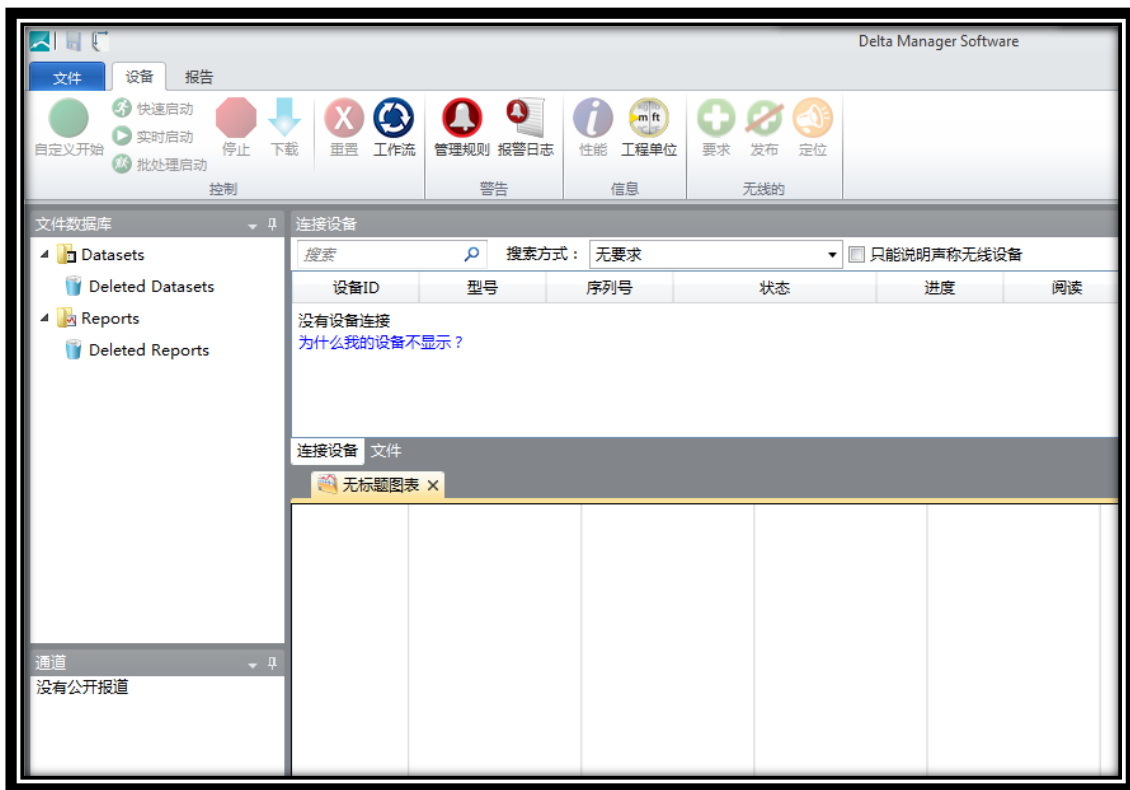 Delta Manager Software
文件 设备 报告
自定义开始
快速启动
实时启动
批处理启动
停止 下载 重置 工作流 管理规则 报警日志 性能 工程单位 要求 发布 定位
m ft
控制 警告 信息 无线的
文件数据库
Datasets
Deleted Datasets
Reports
Deleted Reports
连接设备
搜索 搜索方式： 无要求 只能说明声称无线设备
设备ID 型号 序列号 状态 进度 阅读
没有设备连接
为什么我的设备不显示？
连接设备 文件
无标题图表
通道
没有公开报道